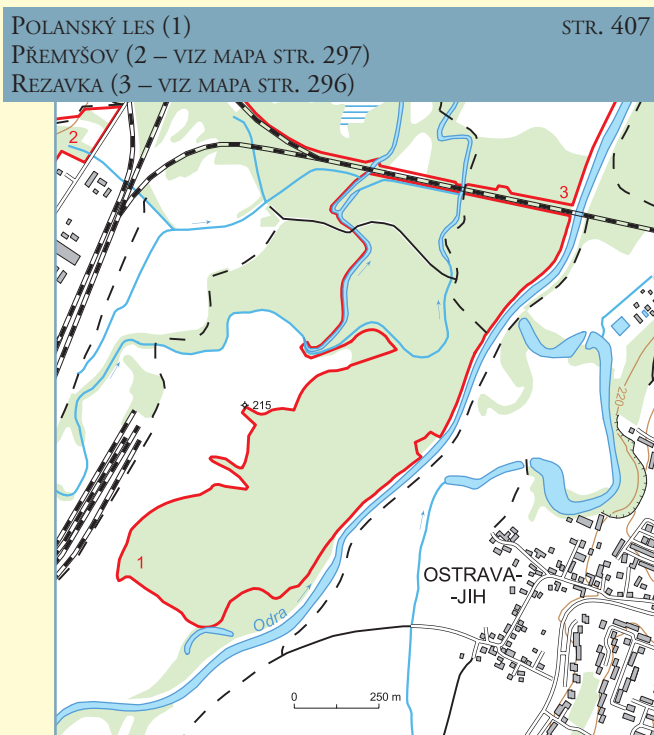 POLANSKÝ LES (1) STR. 407
PŘEMYŠOV (2 – VIZ MAPA STR. 297)
REZAVKA (3 – VIZ MAPA STR. 296)
2
3
215
220
1
OSTRAVA-
-JIH
Odra
0 250 m